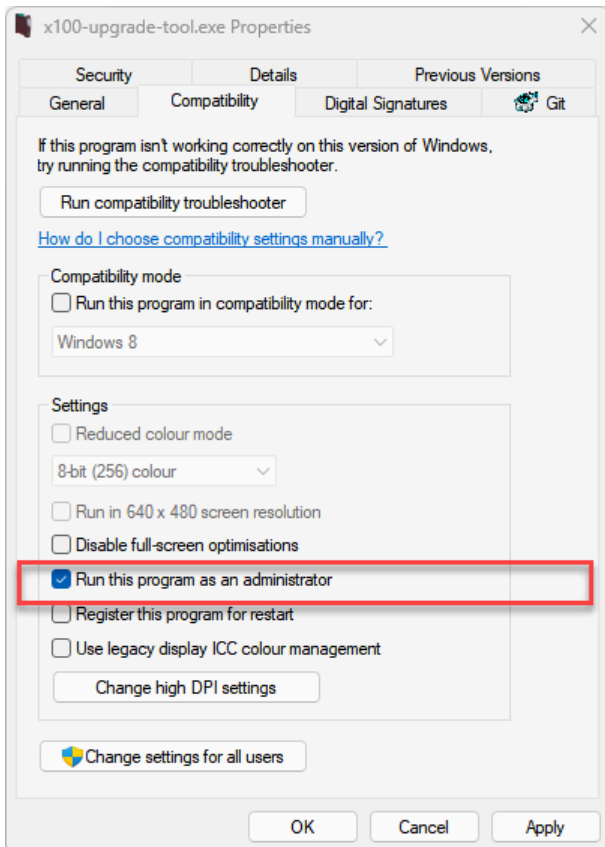 x100-upgrade-tool.exe Properties
Security Details Previous Versions
General Compatibility Digital Signatures Git
If this program isn't working correctly on this version of Windows,
try running the compatibility troubleshooter.
Run compatibility troubleshooter
How do I choose compatibility settings manually?
Compatibility mode
Run this program in compatibility mode for:
Windows 8
Settings
Reduced colour mode
8-bit (256) colour
Run in 640 x 480 screen resolution
Disable full-screen optimisations
Run this program as an administrator
Register this program for restart
Use legacy display ICC colour management
Change high DPI settings
Change settings for all users
OK Cancel Apply